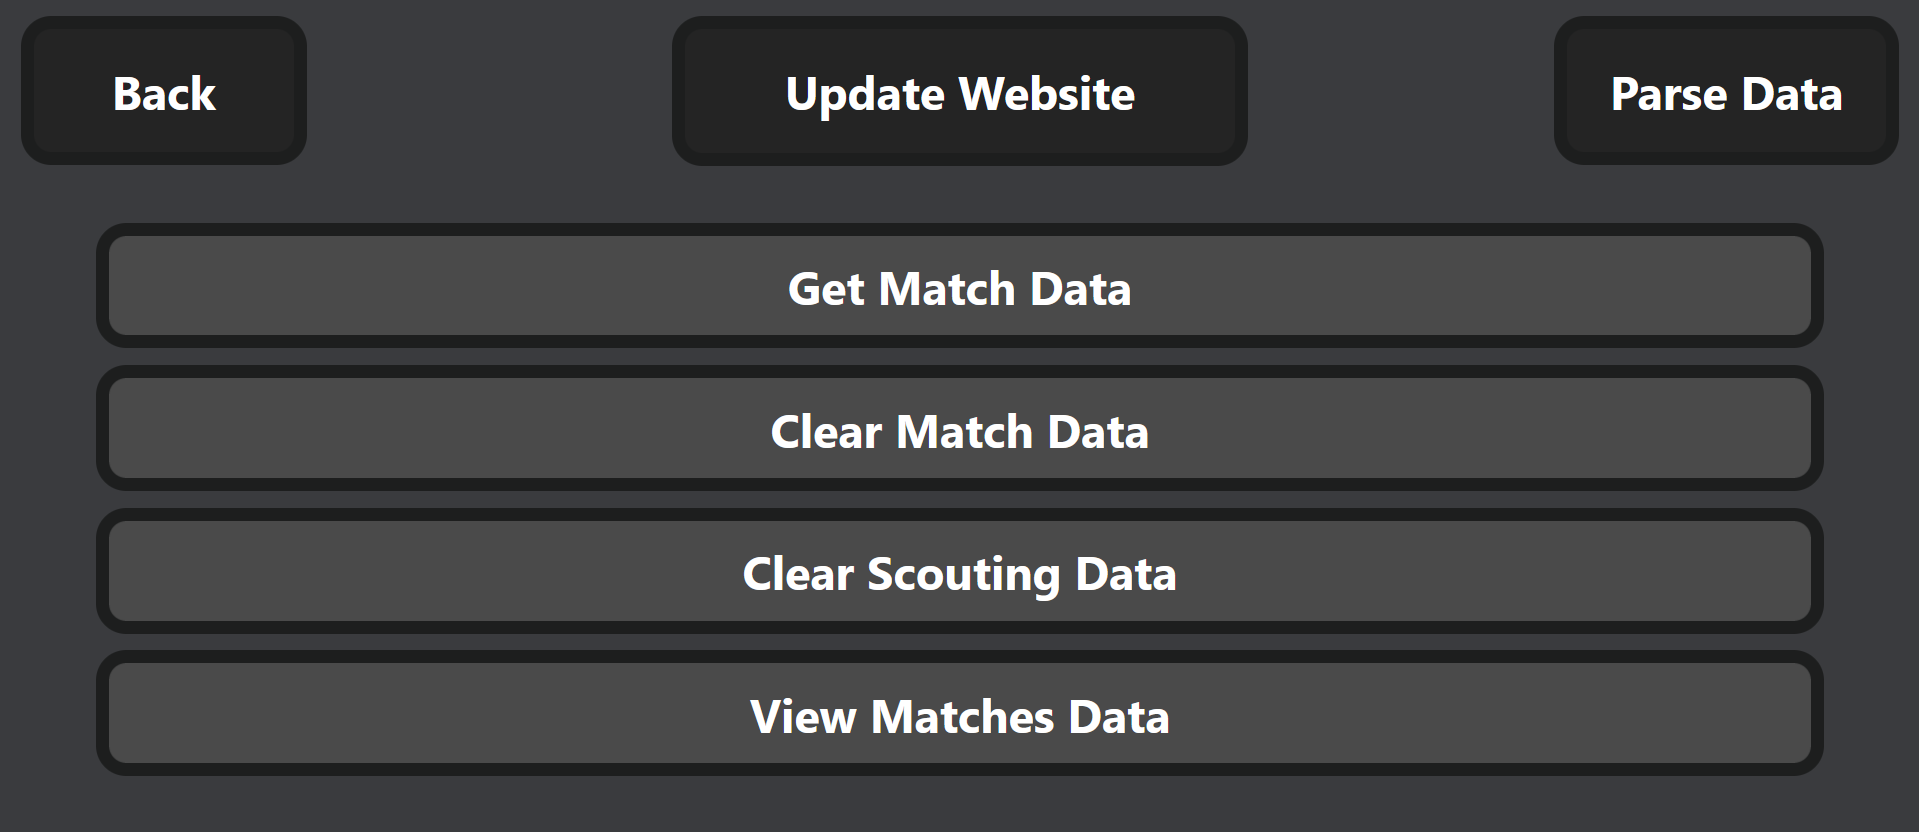 Back
Update Website
Parse Data
Get Match Data
Clear Match Data
Clear Scouting Data
View Matches Data